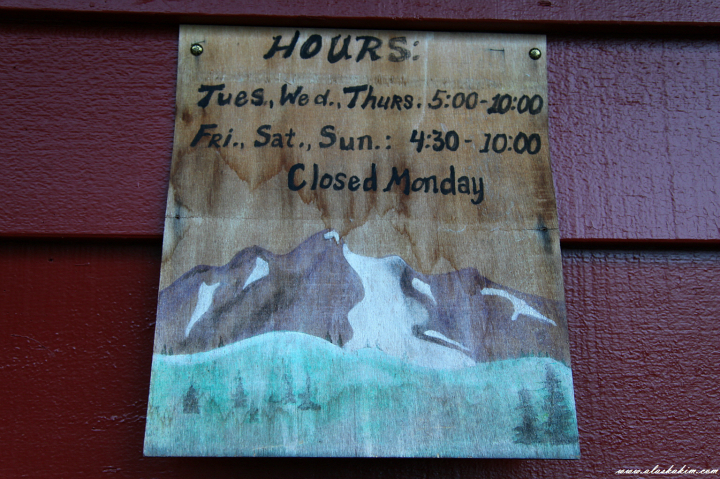 HOURS:
Tues., Wed., Thurs. 5:00-10:00
Fri., Sat., Sun.: 4:30-10:00
Closed Monday
www.alaskakim.com